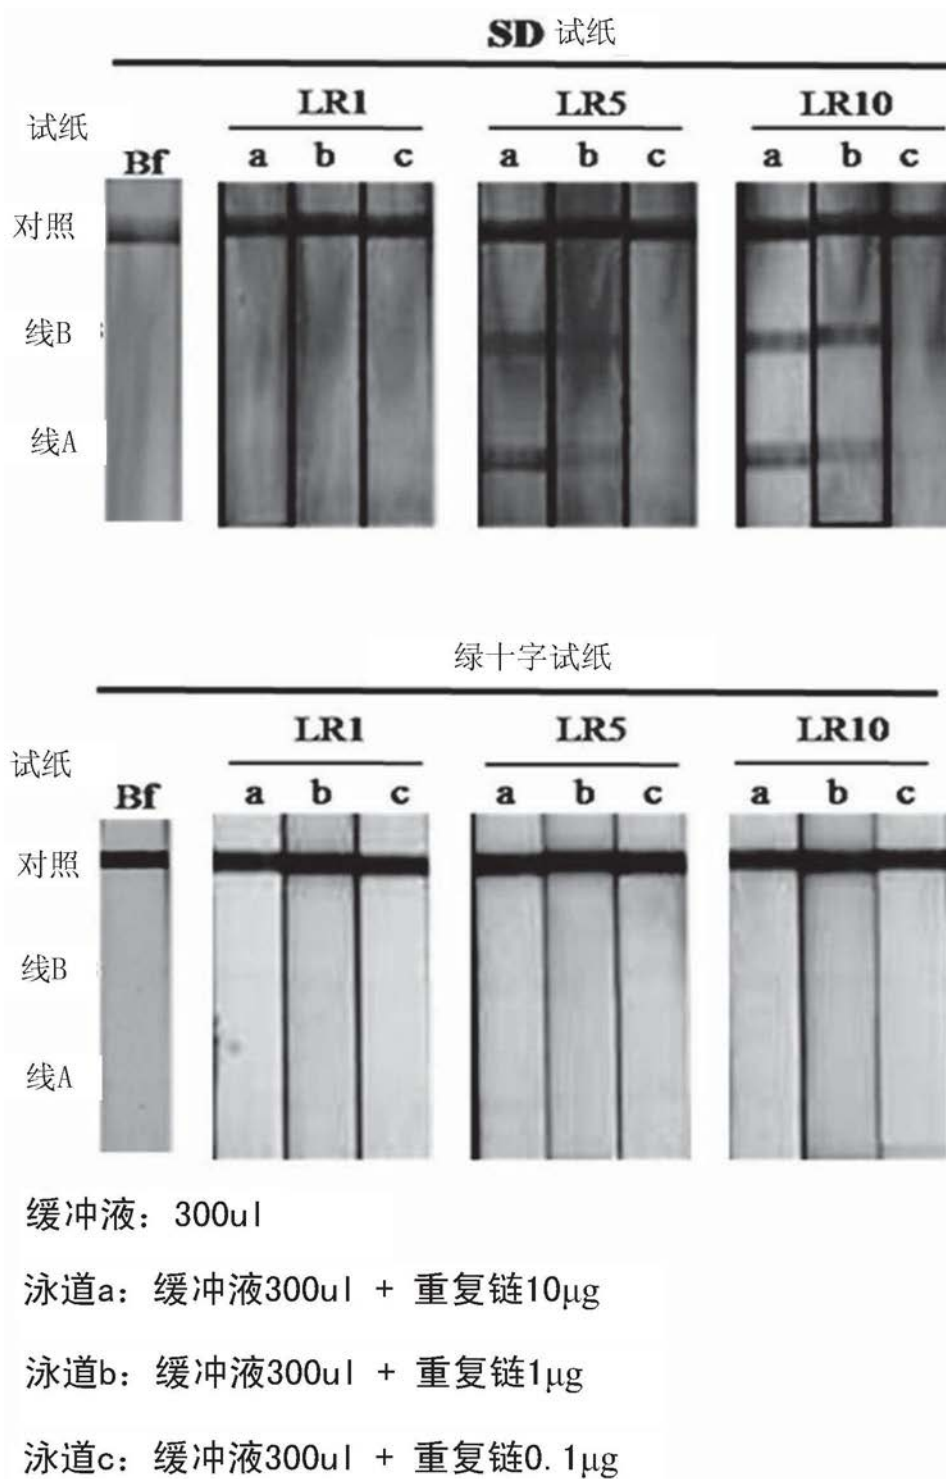 SD 试纸
LR1 LR5 LR10
试纸
Bf a b c a b c a b c
对照
线B
线A
绿十字试纸
LR1 LR5 LR10
试纸
Bf a b c a b c a b c
对照
线B
线A
缓冲液：300ul
泳道a：缓冲液300ul + 重复链10μg
泳道b：缓冲液300ul + 重复链1μg
泳道c：缓冲液300ul + 重复链0.1μg